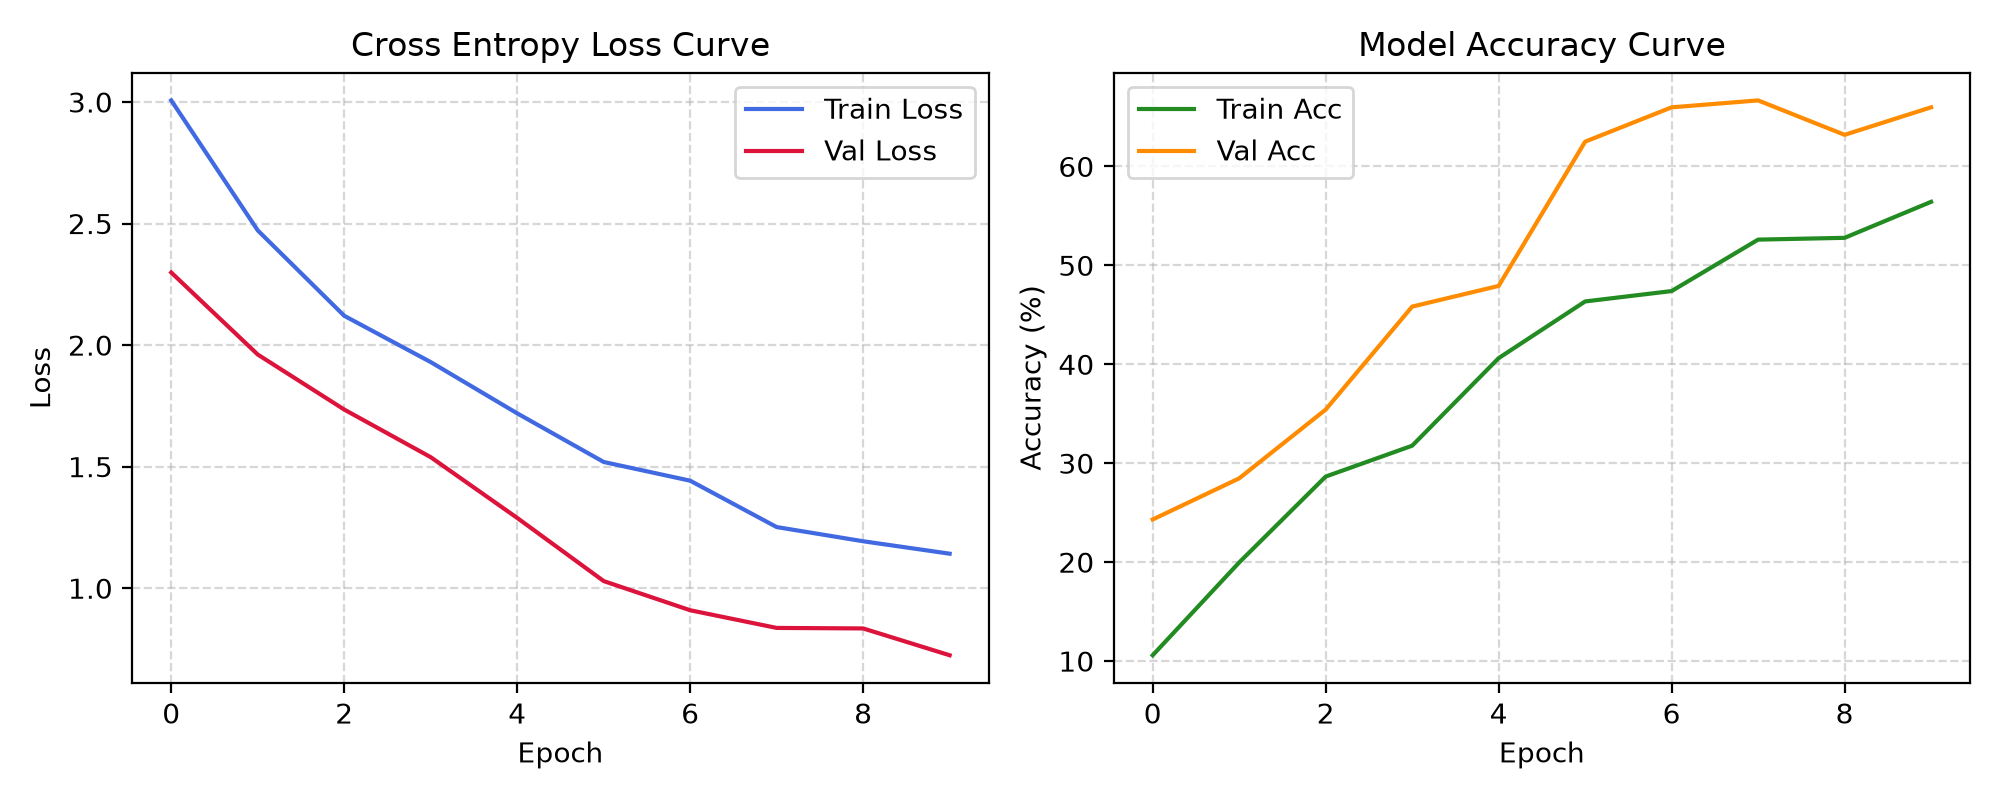 Cross Entropy Loss Curve
Train Loss
Val Loss
3.0
2.5
2.0
1.5
1.0
Loss
0 2 4 6 8
Epoch
Model Accuracy Curve
Train Acc
Val Acc
60
50
40
30
20
10
Accuracy (%)
0 2 4 6 8
Epoch